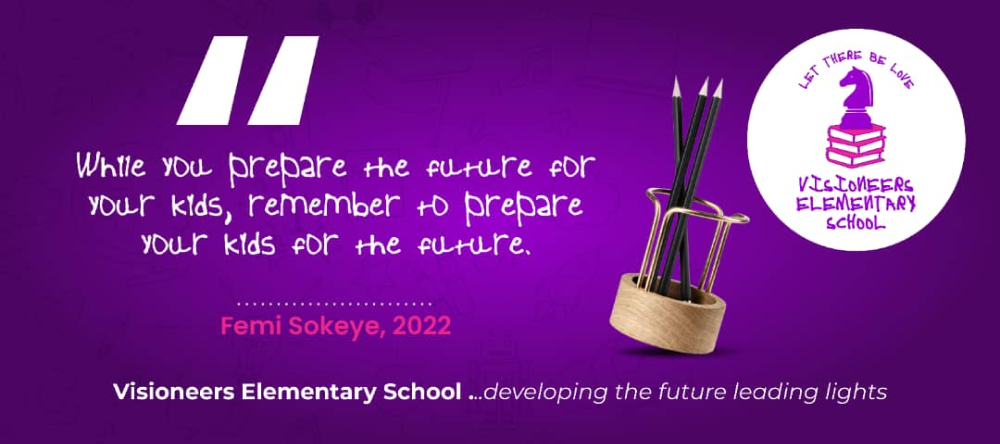 While you prepare the future for
your kids, remember to prepare
your kids for the future.
Femi Sokeye, 2022
LET THERE BE LOVE
VISIONEERS
ELEMENTARY
SCHOOL
Visioneers Elementary School ...developing the future leading lights